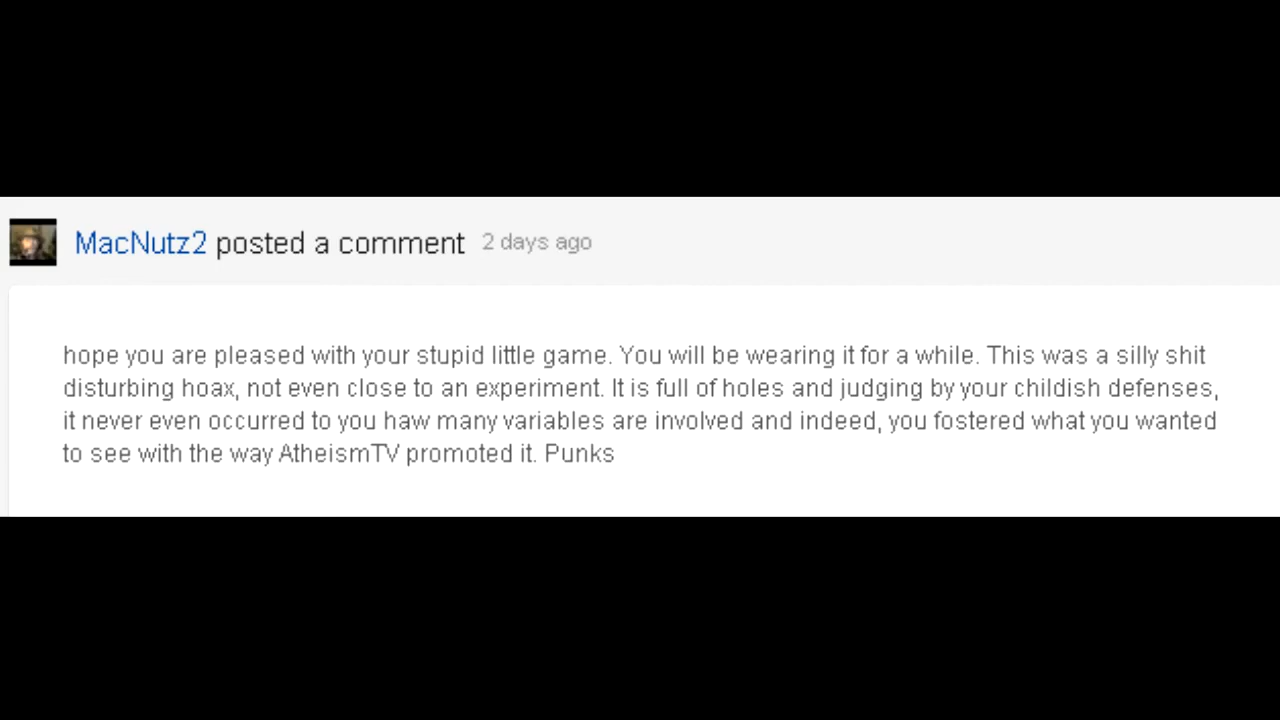 MacNutz2 posted a comment 2 days ago
hope you are pleased with your stupid little game. You will be wearing it for a while. This was a silly shit
disturbing hoax, not even close to an experiment. It is full of holes and judging by your childish defenses,
it never even occurred to you haw many variables are involved and indeed, you fostered what you wanted
to see with the way AtheismTV promoted it. Punks